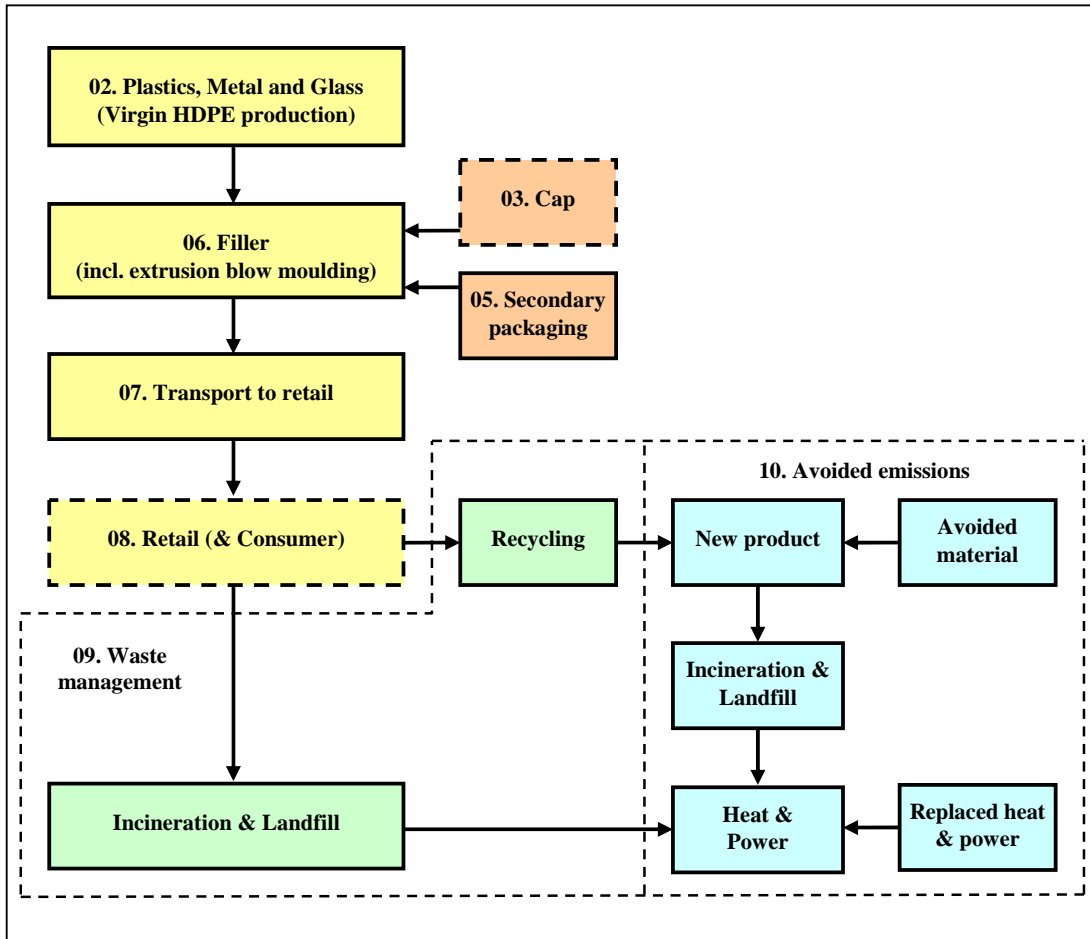 02. Plastics, Metal and Glass
(Virgin HDPE production)
03. Cap
06. Filler
(incl. extrusion blow moulding)
05. Secondary
packaging
07. Transport to retail
10. Avoided emissions
08. Retail (& Consumer)
Recycling
New product
Avoided
material
09. Waste
management
Incineration &
Landfill
Incineration & Landfill
Heat &
Power
Replaced heat
& power